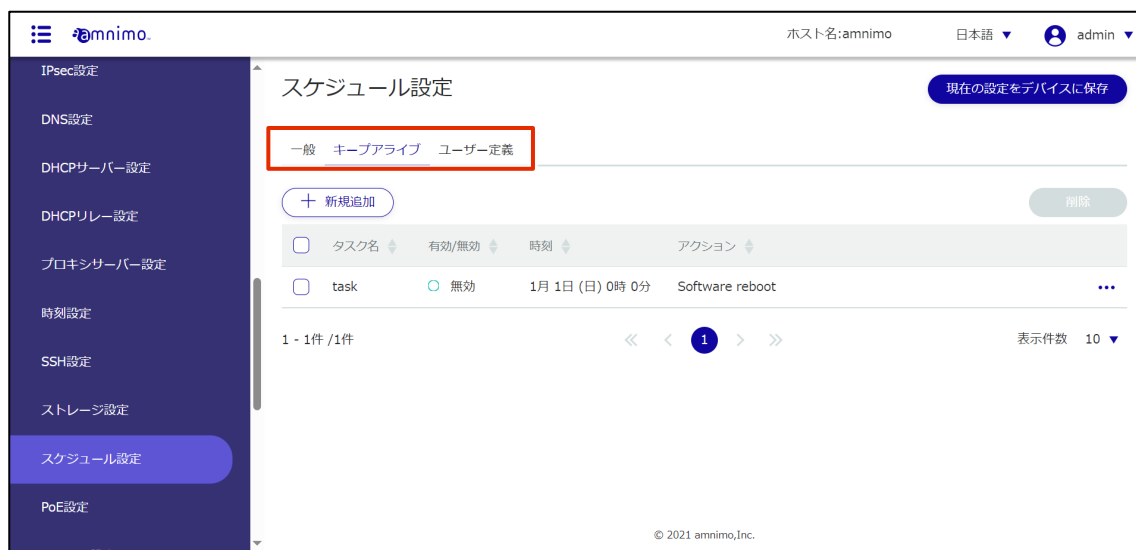 amnimo
ホスト名:amnimo
日本語
admin
IPsec設定
DNS設定
DHCPサーバー設定
DHCPリレー設定
プロキシサーバー設定
時刻設定
SSH設定
ストレージ設定
スケジュール設定
PoE設定
スケジュール設定
現在の設定をデバイスに保存
一般 キープアライブ ユーザー定義
新規追加
削除
タスク名 有効/無効 時刻 アクション
task 無効 1月 1日 (日) 0時 0分 Software reboot
1 - 1件 /1件
1
表示件数 10
© 2021 amnimo,Inc.